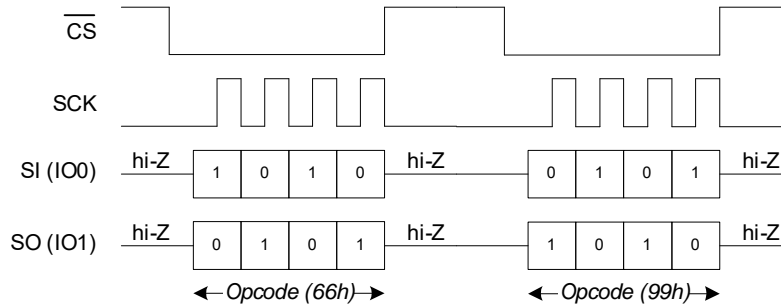 CS
SCK
hi-Z hi-Z hi-Z
SI (IO0) 1 0 1 0 0 1 0 1
hi-Z hi-Z hi-Z
SO (IO1) 0 1 0 1 1 0 1 0
Opcode (66h) Opcode (99h)